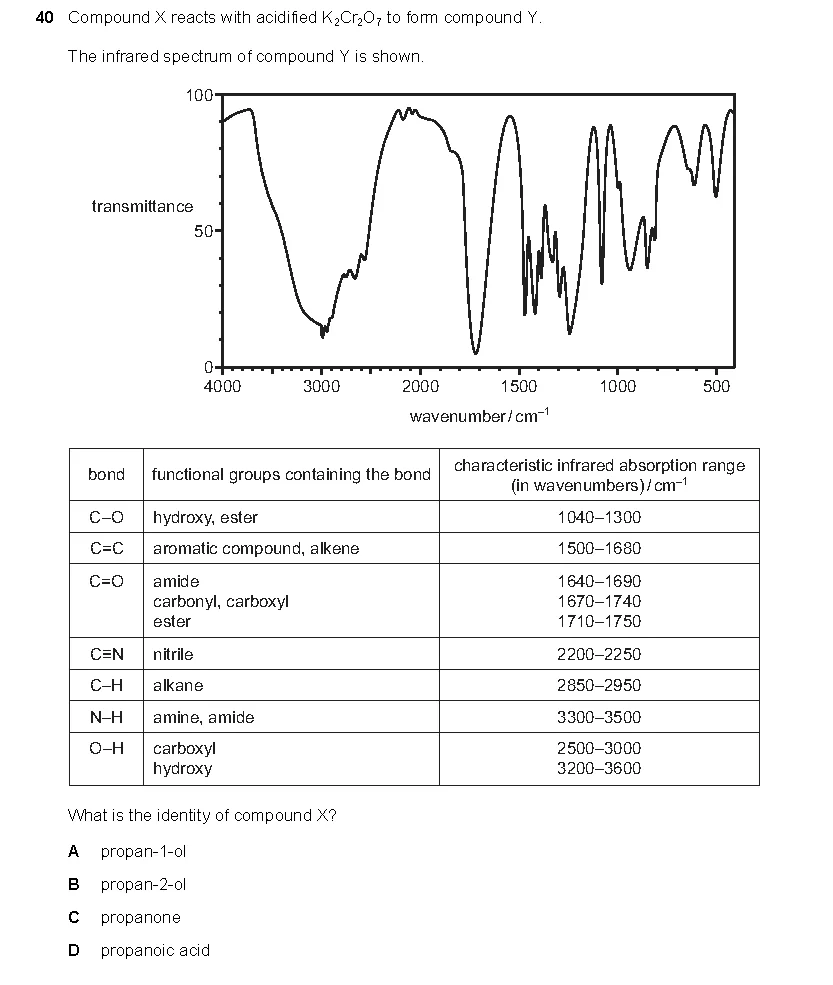 40 Compound X reacts with acidified K₂Cr₂O₇ to form compound Y.
The infrared spectrum of compound Y is shown.
100
transmittance
50
0
4000 3000 2000 1500 1000 500
wavenumber/cm⁻¹
bond functional groups containing the bond characteristic infrared absorption range (in wavenumbers)/cm⁻¹
C–O hydroxy, ester 1040–1300
C=C aromatic compound, alkene 1500–1680
C=O amide 1640–1690
carbonyl, carboxyl 1670–1740
ester 1710–1750
C≡N nitrile 2200–2250
C–H alkane 2850–2950
N–H amine, amide 3300–3500
O–H carboxyl 2500–3000
hydroxy 3200–3600
What is the identity of compound X?
A propan-1-ol
B propan-2-ol
C propanone
D propanoic acid